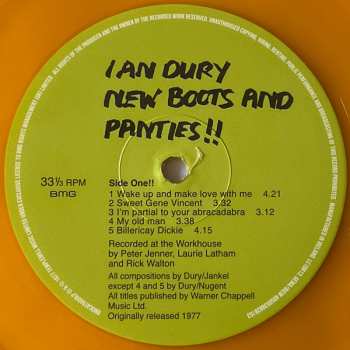 IAN DURY
NEW BOOTS AND
PANTIES!!
33⅓ RPM
BMG
Side One!!
1 Wake up and make love with me 4.21
2 Sweet Gene Vincent 3.32
3 I'm partial to your abracadabra 3.12
4 My old man 3.38
5 Billericay Dickie 4.15
Recorded at the Workhouse
by Peter Jenner, Laurie Latham
and Rick Walton
All compositions by Dury/Jankel
except 4 and 5 by Dury/Nugent
All titles published by Warner Chappell
Music Ltd.
Originally released 1977